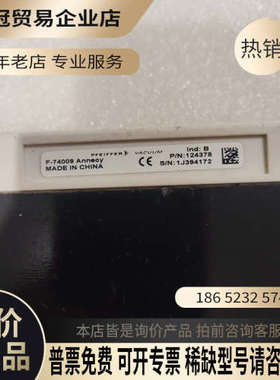 冠贸易企业店
年老店 专业服务
热销
PFEIFFER VACUUM
F-74009 Annecy
MADE IN CHINA
Ind: B
P/N:124378
S/N:1J394172
186 5232 574
价
品
本店皆是询价产品 拍前咨询客服
发票免费 可开专票 稀缺型号请咨